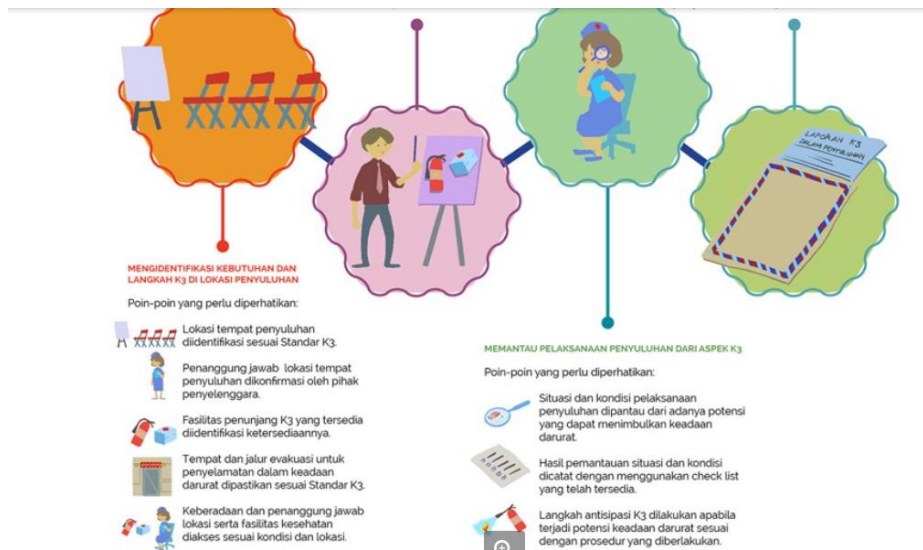 LAPORAN K3
DALAM PENYULUHAN
MENGIDENTIFIKASI KEBUTUHAN DAN
LANGKAH K3 DI LOKASI PENYULUHAN
Poin-poin yang perlu diperhatikan:
Lokasi tempat penyuluhan
diidentifikasi sesuai Standar K3.
Penanggung jawab lokasi tempat
penyuluhan dikonfirmasi oleh pihak
penyelenggara.
Fasilitas penunjang K3 yang tersedia
diidentifikasi ketersediaannya.
Tempat dan jalur evakuasi untuk
penyelamatan dalam keadaan
darurat dipastikan sesuai Standar K3.
Keberadaan dan penanggung jawab
lokasi serta fasilitas kesehatan
diakses sesuai kondisi dan lokasi.
MEMANTAU PELAKSANAAN PENYULUHAN DARI ASPEK K3
Poin-poin yang perlu diperhatikan:
Situasi dan kondisi pelaksanaan
penyuluhan dipantau dari adanya potensi
yang dapat menimbulkan keadaan
darurat.
Hasil pemantauan situasi dan kondisi
dicatat dengan menggunakan check list
yang telah tersedia.
Langkah antisipasi K3 dilakukan apabila
terjadi potensi keadaan darurat sesuai
dengan prosedur yang diberlakukan.